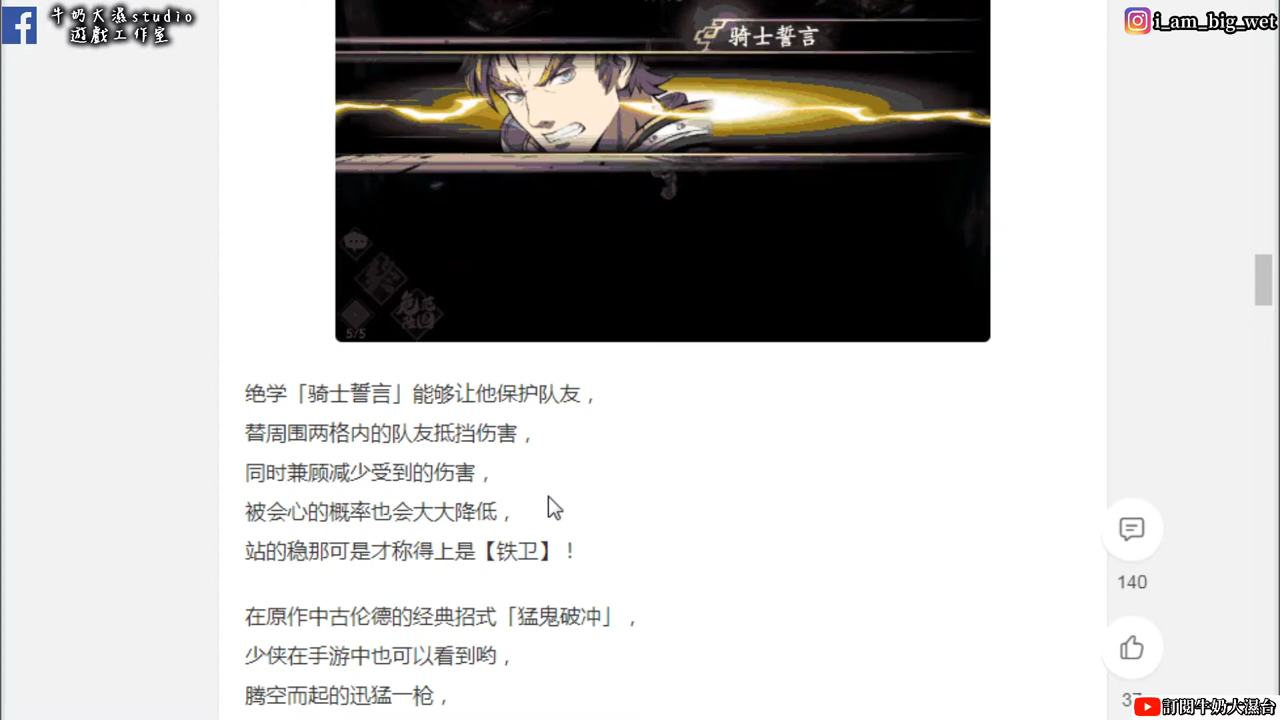 牛奶大濕studio
遊戲工作室
i_am_big_wet
骑士誓言
5/5
绝学「骑士誓言」能够让他保护队友，
替周围两格内的队友抵挡伤害，
同时兼顾减少受到的伤害，
被会心的概率也会大大降低，
站的稳那可是才称得上是【铁卫】！
140
在原作中古伦德的经典招式「猛鬼破冲」，
少侠在手游中也可以看到哟，
腾空而起的迅猛一枪，
訂閱牛奶大濕台